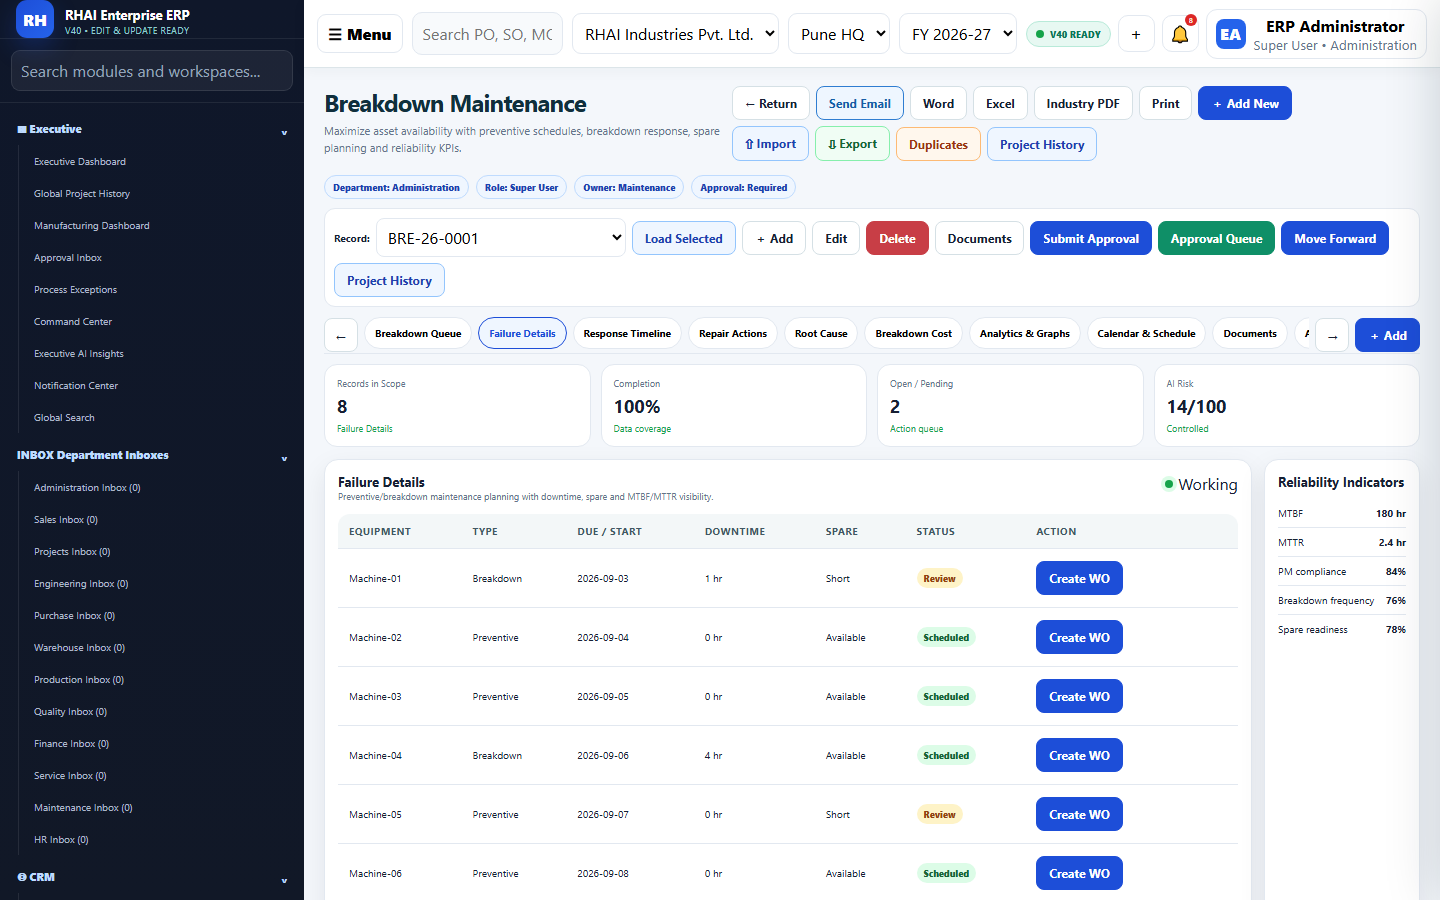 RH
RHAI Enterprise ERP
V40 • EDIT & UPDATE READY
Search modules and workspaces...
Executive
Executive Dashboard
Global Project History
Manufacturing Dashboard
Approval Inbox
Process Exceptions
Command Center
Executive AI Insights
Notification Center
Global Search
INBOX Department Inboxes
Administration Inbox (0)
Sales Inbox (0)
Projects Inbox (0)
Engineering Inbox (0)
Purchase Inbox (0)
Warehouse Inbox (0)
Production Inbox (0)
Quality Inbox (0)
Finance Inbox (0)
Service Inbox (0)
Maintenance Inbox (0)
HR Inbox (0)
CRM
☰ Menu
Search PO, SO, MC
RHAI Industries Pvt. Ltd.
Pune HQ
FY 2026-27
V40 READY
+
8
EA
ERP Administrator
Super User • Administration
Breakdown Maintenance
Maximize asset availability with preventive schedules, breakdown response, spare planning and reliability KPIs.
← Return
Send Email
Word
Excel
Industry PDF
Print
+ Add New
⇧ Import
⇩ Export
Duplicates
Project History
Department: Administration
Role: Super User
Owner: Maintenance
Approval: Required
Record:
BRE-26-0001
Load Selected
+ Add
Edit
Delete
Documents
Submit Approval
Approval Queue
Move Forward
Project History
←
Breakdown Queue
Failure Details
Response Timeline
Repair Actions
Root Cause
Breakdown Cost
Analytics & Graphs
Calendar & Schedule
Documents
→
+ Add
Records in Scope
8
Failure Details
Completion
100%
Data coverage
Open / Pending
2
Action queue
AI Risk
14/100
Controlled
Failure Details
Preventive/breakdown maintenance planning with downtime, spare and MTBF/MTTR visibility.
Working
EQUIPMENT TYPE DUE / START DOWNTIME SPARE STATUS ACTION
Machine-01 Breakdown 2026-09-03 1 hr Short Review Create WO
Machine-02 Preventive 2026-09-04 0 hr Available Scheduled Create WO
Machine-03 Preventive 2026-09-05 0 hr Available Scheduled Create WO
Machine-04 Breakdown 2026-09-06 4 hr Available Scheduled Create WO
Machine-05 Preventive 2026-09-07 0 hr Short Review Create WO
Machine-06 Preventive 2026-09-08 0 hr Available Scheduled Create WO
Reliability Indicators
MTBF 180 hr
MTTR 2.4 hr
PM compliance 84%
Breakdown frequency 76%
Spare readiness 78%